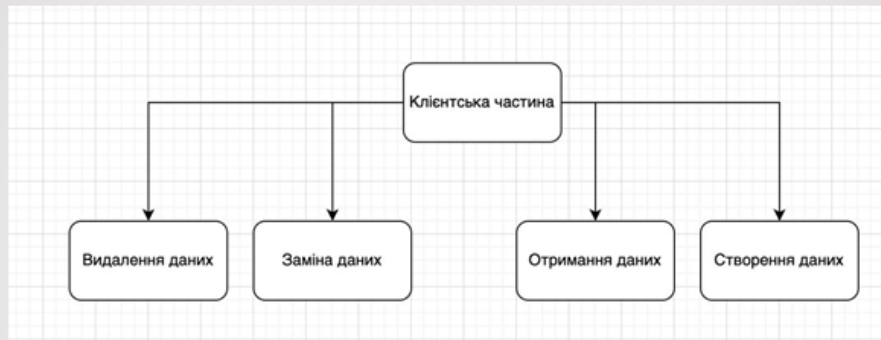 Клієнтська частина
Видалення даних
Заміна даних
Отримання даних
Створення даних